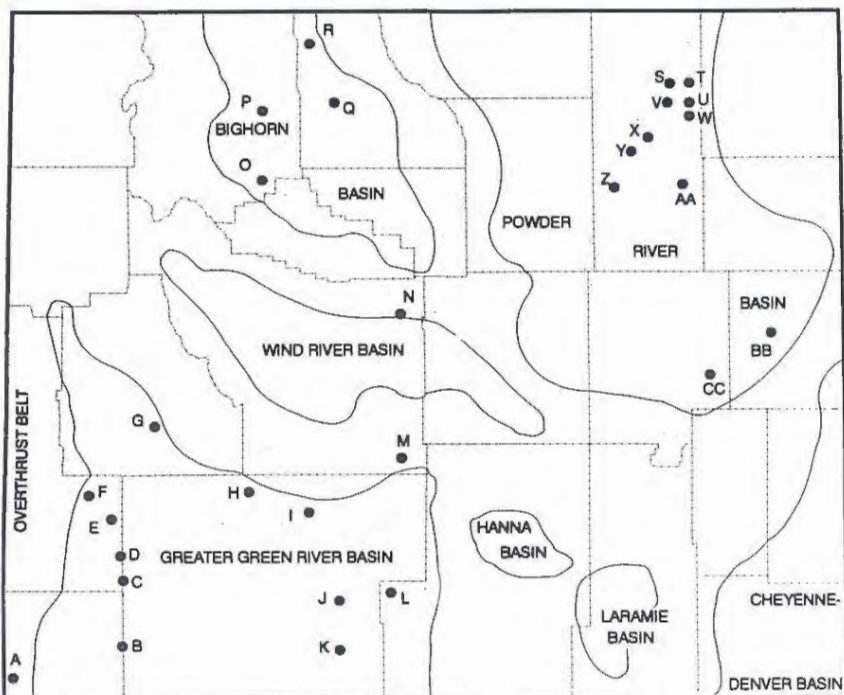 R
S
T
P
BIGHORN
Q
V
U
W
X
Y
O
BASIN
Z
AA
POWDER
RIVER
N
BASIN
WIND RIVER BASIN
BB
CC
OVERTHRUST BELT
G
M
F
H
E
I
HANNA
BASIN
D
GREATER GREEN RIVER BASIN
C
J
L
CHEYENNE-
LARAMIE
BASIN
B
K
A
DENVER BASIN